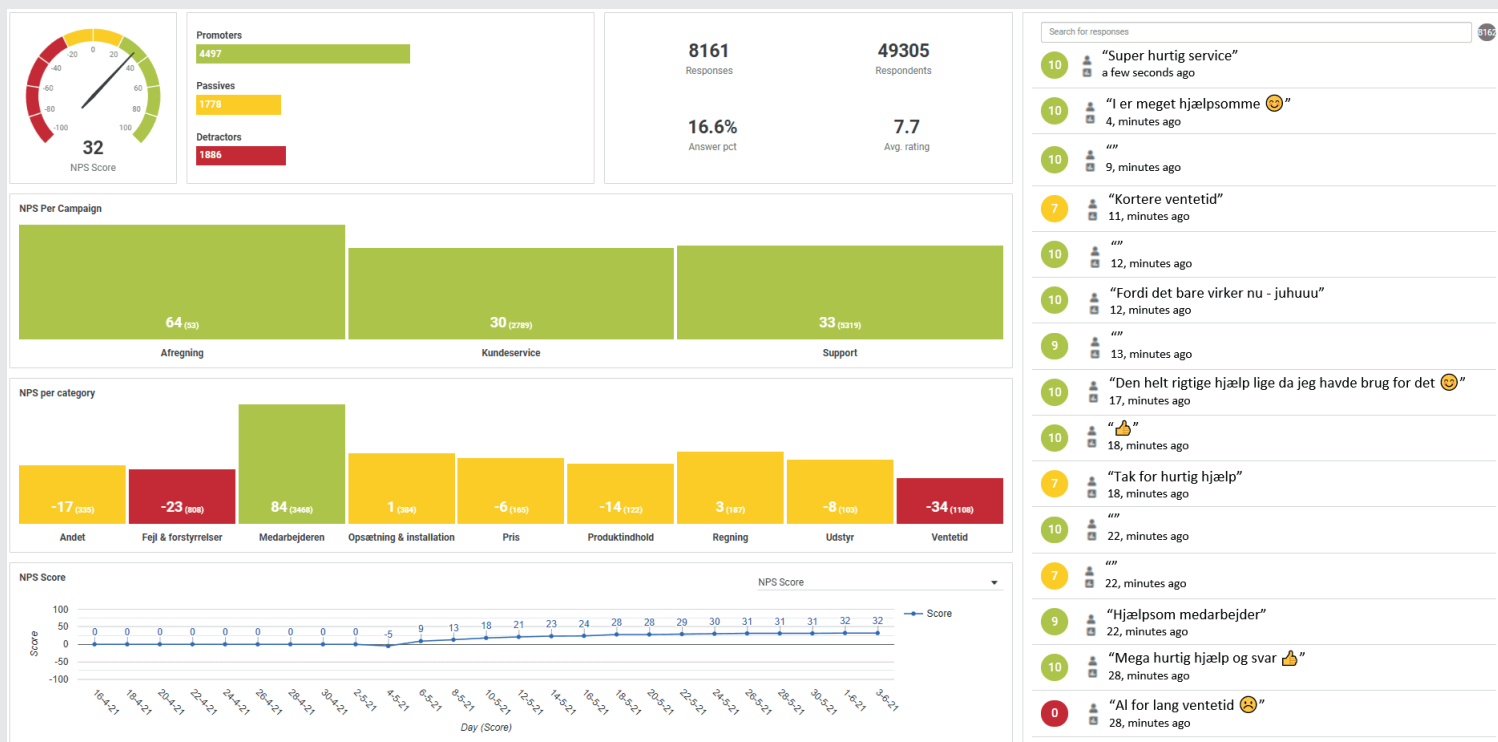 -100
-80
-60
-40
-20
0
20
40
60
80
100
32
NPS Score
Promoters
4497
Passives
1778
Detractors
1886
8161
Responses
49305
Respondents
16.6%
Answer pct
7.7
Avg. rating
NPS Per Campaign
64 (53)
30 (2789)
33 (5319)
Afregning
Kundeservice
Support
NPS per category
-17 (335)
-23 (808)
84 (3468)
1 (384)
-6 (165)
-14 (122)
3 (187)
-8 (103)
-34 (1108)
Andet
Fejl & forstyrrelser
Medarbejderen
Opsætning & installation
Pris
Produktindhold
Regning
Udstyr
Ventetid
NPS Score
NPS Score
Score
Score
100
50
0
-50
-100
0 0 0 0 0 0 0 0 0 -5 9 13 18 21 23 24 28 28 29 30 31 31 31 32 32
16-4-21
18-4-21
20-4-21
22-4-21
24-4-21
26-4-21
28-4-21
30-4-21
2-5-21
4-5-21
6-5-21
8-5-21
10-5-21
12-5-21
14-5-21
16-5-21
18-5-21
20-5-21
22-5-21
24-5-21
26-5-21
28-5-21
30-5-21
1-6-21
3-6-21
Day (Score)
Search for responses
8162
10 “Super hurtig service”
a few seconds ago
10 “I er meget hjælpsomme 😊”
4, minutes ago
10 “”
9, minutes ago
7 “Kortere ventetid”
11, minutes ago
10 “”
12, minutes ago
10 “Fordi det bare virker nu - juhuuu”
12, minutes ago
9 “”
13, minutes ago
10 “Den helt rigtige hjælp lige da jeg havde brug for det 😊”
17, minutes ago
10 “👍”
18, minutes ago
7 “Tak for hurtig hjælp”
18, minutes ago
10 “”
22, minutes ago
7 “”
22, minutes ago
9 “Hjælpsom medarbejder”
22, minutes ago
10 “Mega hurtig hjælp og svar 👍”
28, minutes ago
0 “Al for lang ventetid ☹️”
28, minutes ago